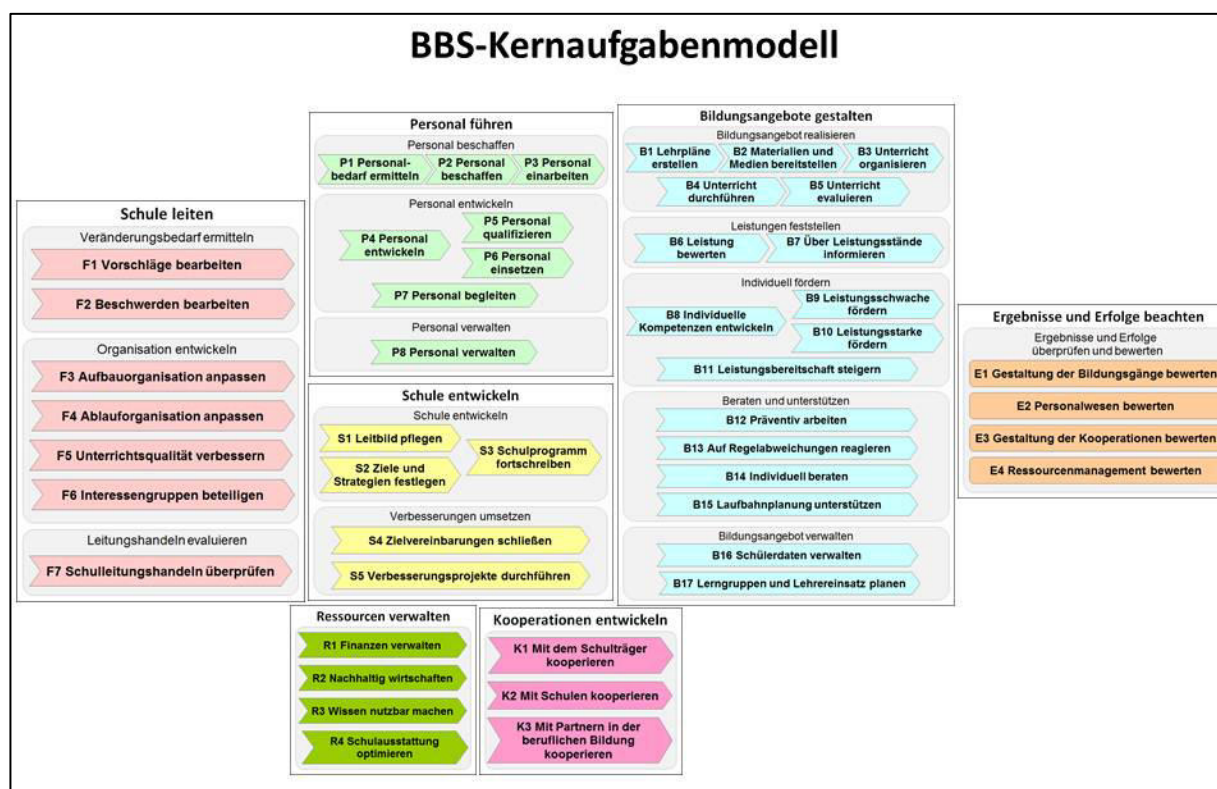 BBS-Kernaufgabenmodell
Schule leiten
Veränderungsbedarf ermitteln
F1 Vorschläge bearbeiten
F2 Beschwerden bearbeiten
Organisation entwickeln
F3 Aufbauorganisation anpassen
F4 Ablauforganisation anpassen
F5 Unterrichtsqualität verbessern
F6 Interessengruppen beteiligen
Leitungshandeln evaluieren
F7 Schulleitungshandeln überprüfen
Personal führen
Personal beschaffen
P1 Personal-
bedarf ermitteln
P2 Personal
beschaffen
P3 Personal
einarbeiten
Personal entwickeln
P4 Personal
entwickeln
P5 Personal
qualifizieren
P6 Personal
einsetzen
P7 Personal begleiten
Personal verwalten
P8 Personal verwalten
Schule entwickeln
Schule entwickeln
S1 Leitbild pflegen
S2 Ziele und
Strategien festlegen
S3 Schulprogramm
fortschreiben
Verbesserungen umsetzen
S4 Zielvereinbarungen schließen
S5 Verbesserungsprojekte durchführen
Bildungsangebote gestalten
Bildungsangebot realisieren
B1 Lehrpläne
erstellen
B2 Materialien und
Medien bereitstellen
B3 Unterricht
organisieren
B4 Unterricht
durchführen
B5 Unterricht
evaluieren
Leistungen feststellen
B6 Leistung
bewerten
B7 Über Leistungsstände
informieren
Individuell fördern
B8 Individuelle
Kompetenzen entwickeln
B9 Leistungsschwache
fördern
B10 Leistungsstarke
fördern
B11 Leistungsbereitschaft steigern
Beraten und unterstützen
B12 Präventiv arbeiten
B13 Auf Regelabweichungen reagieren
B14 Individuell beraten
B15 Laufbahnplanung unterstützen
Bildungsangebot verwalten
B16 Schülerdaten verwalten
B17 Lerngruppen und Lehrereinsatz planen
Ergebnisse und Erfolge beachten
Ergebnisse und Erfolge
überprüfen und bewerten
E1 Gestaltung der Bildungsgänge bewerten
E2 Personalwesen bewerten
E3 Gestaltung der Kooperationen bewerten
E4 Ressourcenmanagement bewerten
Ressourcen verwalten
R1 Finanzen verwalten
R2 Nachhaltig wirtschaften
R3 Wissen nutzbar machen
R4 Schulausstattung
optimieren
Kooperationen entwickeln
K1 Mit dem Schulträger
kooperieren
K2 Mit Schulen kooperieren
K3 Mit Partnern in der
beruflichen Bildung
kooperieren